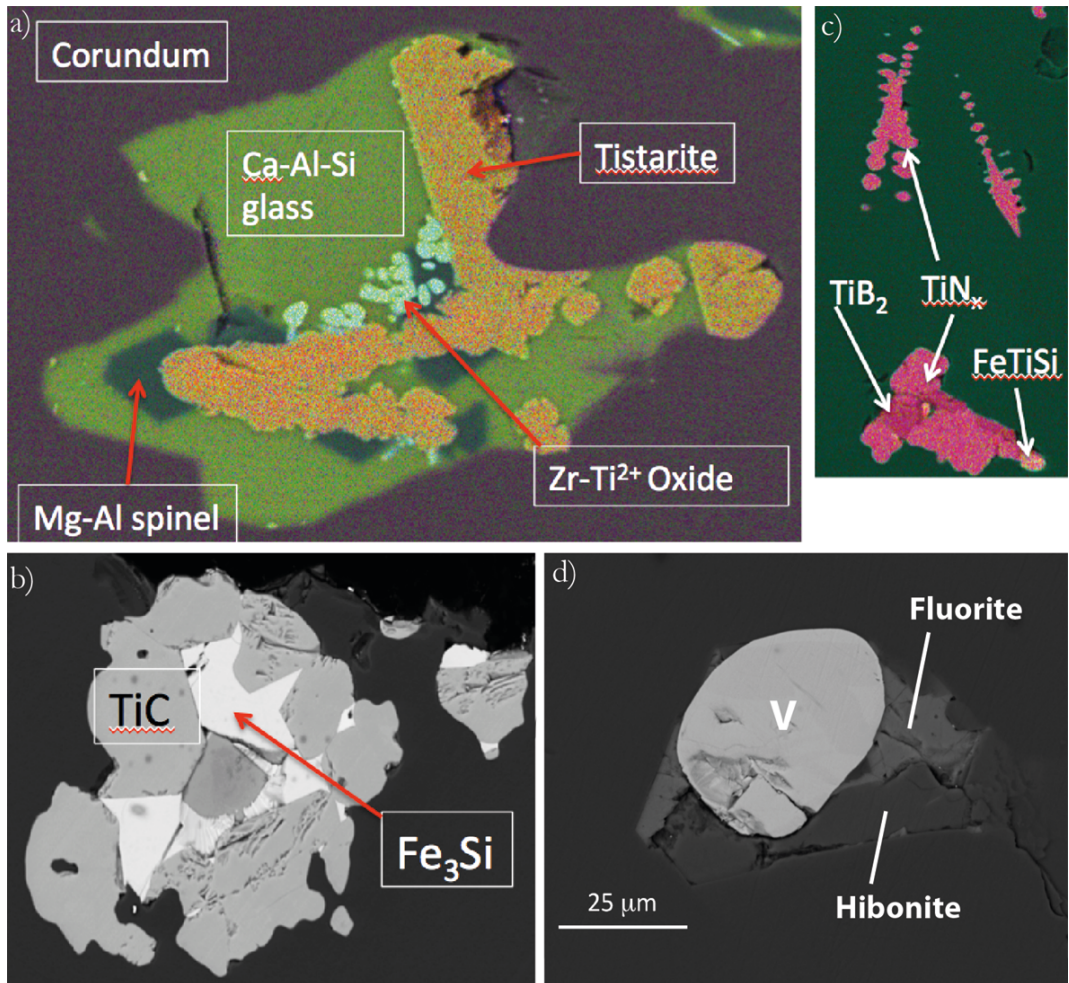 a)
Corundum
Ca-Al-Si
glass
Tistarite
Zr-Ti²⁺ Oxide
Mg-Al spinel
c)
TiB₂
TiNₓ
FeTiSi
b)
TiC
Fe₃Si
d)
Fluorite
V
Hibonite
25 μm